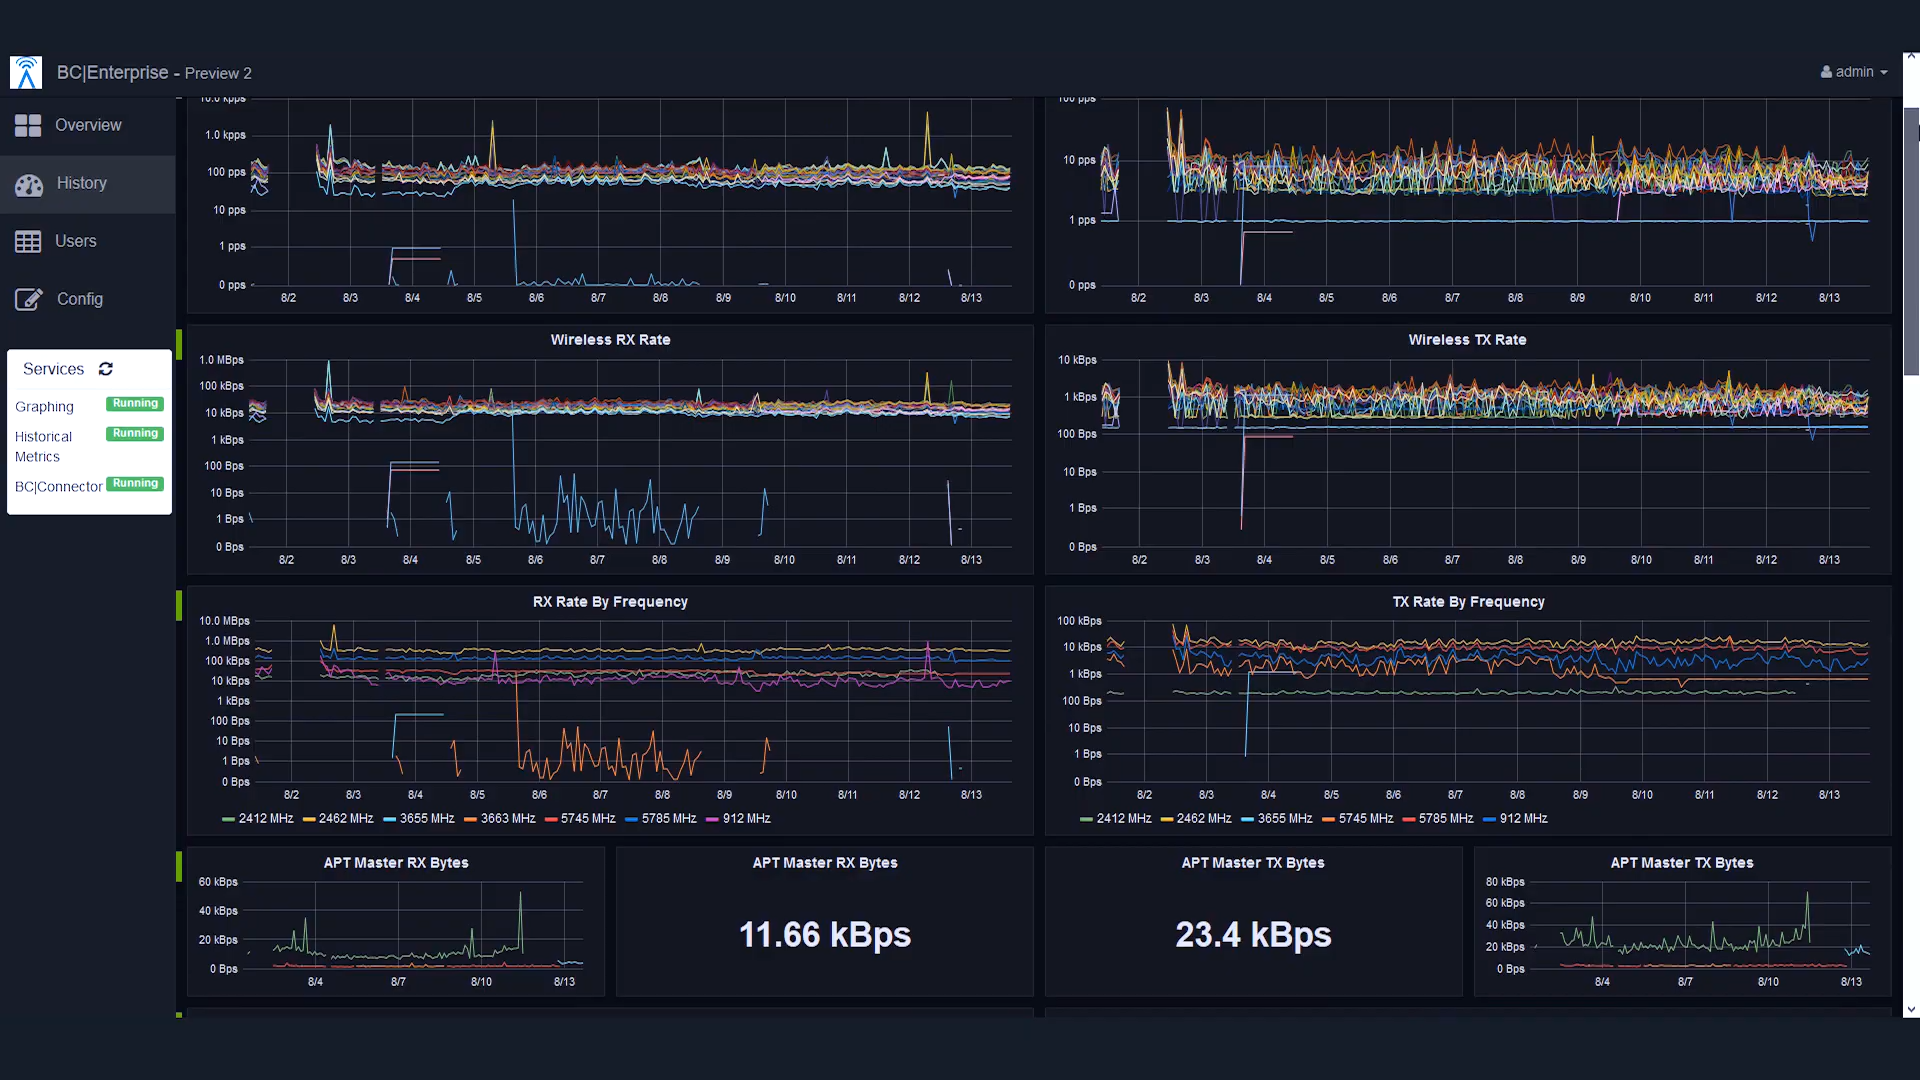 BC|Enterprise - Preview 2
admin
Overview
History
Users
Config
Services
Graphing Running
Historical Metrics Running
BC|Connector Running
10.0 kpps
1.0 kpps
100 pps
10 pps
1 pps
0 pps
8/2 8/3 8/4 8/5 8/6 8/7 8/8 8/9 8/10 8/11 8/12 8/13
100 pps
10 pps
1 pps
0 pps
8/2 8/3 8/4 8/5 8/6 8/7 8/8 8/9 8/10 8/11 8/12 8/13
Wireless RX Rate
1.0 MBps
100 kBps
10 kBps
1 kBps
100 Bps
10 Bps
1 Bps
0 Bps
8/2 8/3 8/4 8/5 8/6 8/7 8/8 8/9 8/10 8/11 8/12 8/13
Wireless TX Rate
10 kBps
1 kBps
100 Bps
10 Bps
1 Bps
0 Bps
8/2 8/3 8/4 8/5 8/6 8/7 8/8 8/9 8/10 8/11 8/12 8/13
RX Rate By Frequency
10.0 MBps
1.0 MBps
100 kBps
10 kBps
1 kBps
100 Bps
10 Bps
1 Bps
0 Bps
8/2 8/3 8/4 8/5 8/6 8/7 8/8 8/9 8/10 8/11 8/12 8/13
2412 MHz 2462 MHz 3655 MHz 3663 MHz 5745 MHz 5785 MHz 912 MHz
TX Rate By Frequency
100 kBps
10 kBps
1 kBps
100 Bps
10 Bps
1 Bps
0 Bps
8/2 8/3 8/4 8/5 8/6 8/7 8/8 8/9 8/10 8/11 8/12 8/13
2412 MHz 2462 MHz 3655 MHz 5745 MHz 5785 MHz 912 MHz
APT Master RX Bytes
60 kBps
40 kBps
20 kBps
0 Bps
8/4 8/7 8/10 8/13
APT Master RX Bytes
11.66 kBps
APT Master TX Bytes
23.4 kBps
APT Master TX Bytes
80 kBps
60 kBps
40 kBps
20 kBps
0 Bps
8/4 8/7 8/10 8/13